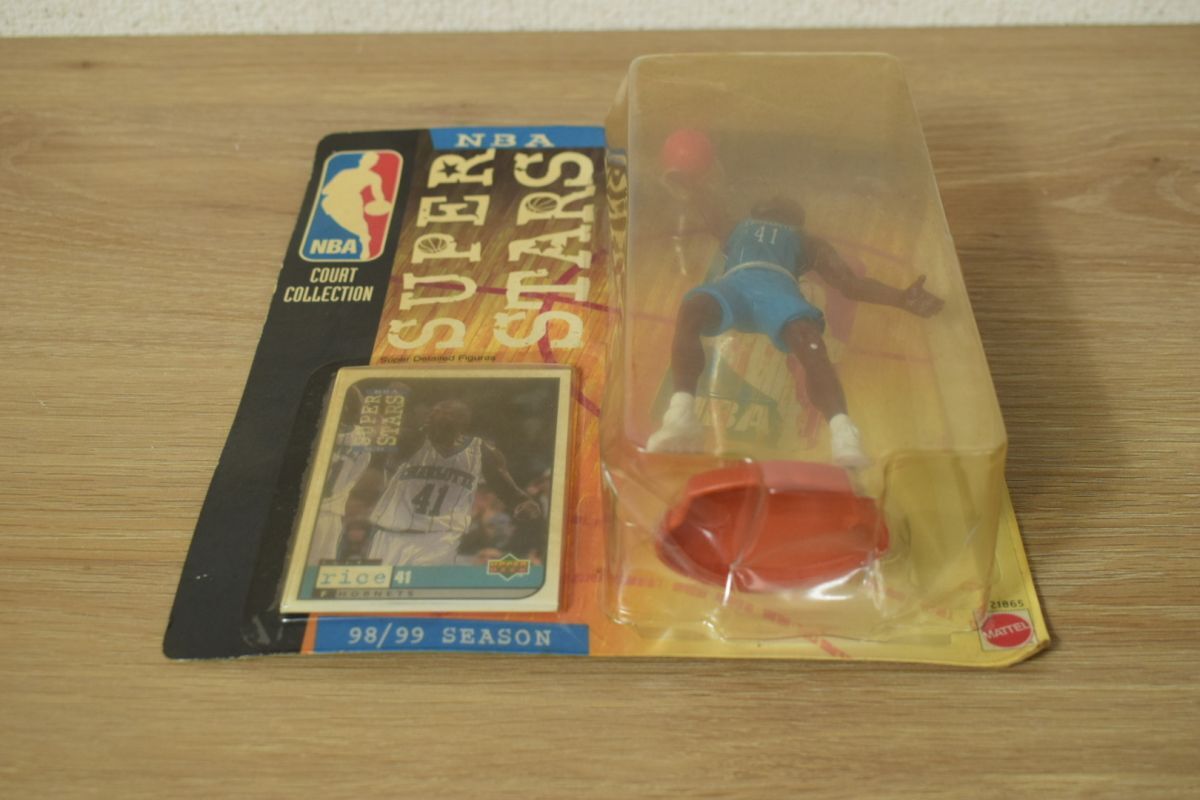 NBA
SUPER
STARS
NBA
COURT
COLLECTION
Super Detailed Figures
SUPER
STARS
CHARLOTTE
41
rice 41
F HORNETS
UPPER
98/99 SEASON
41
NBA
21865
MATTEL